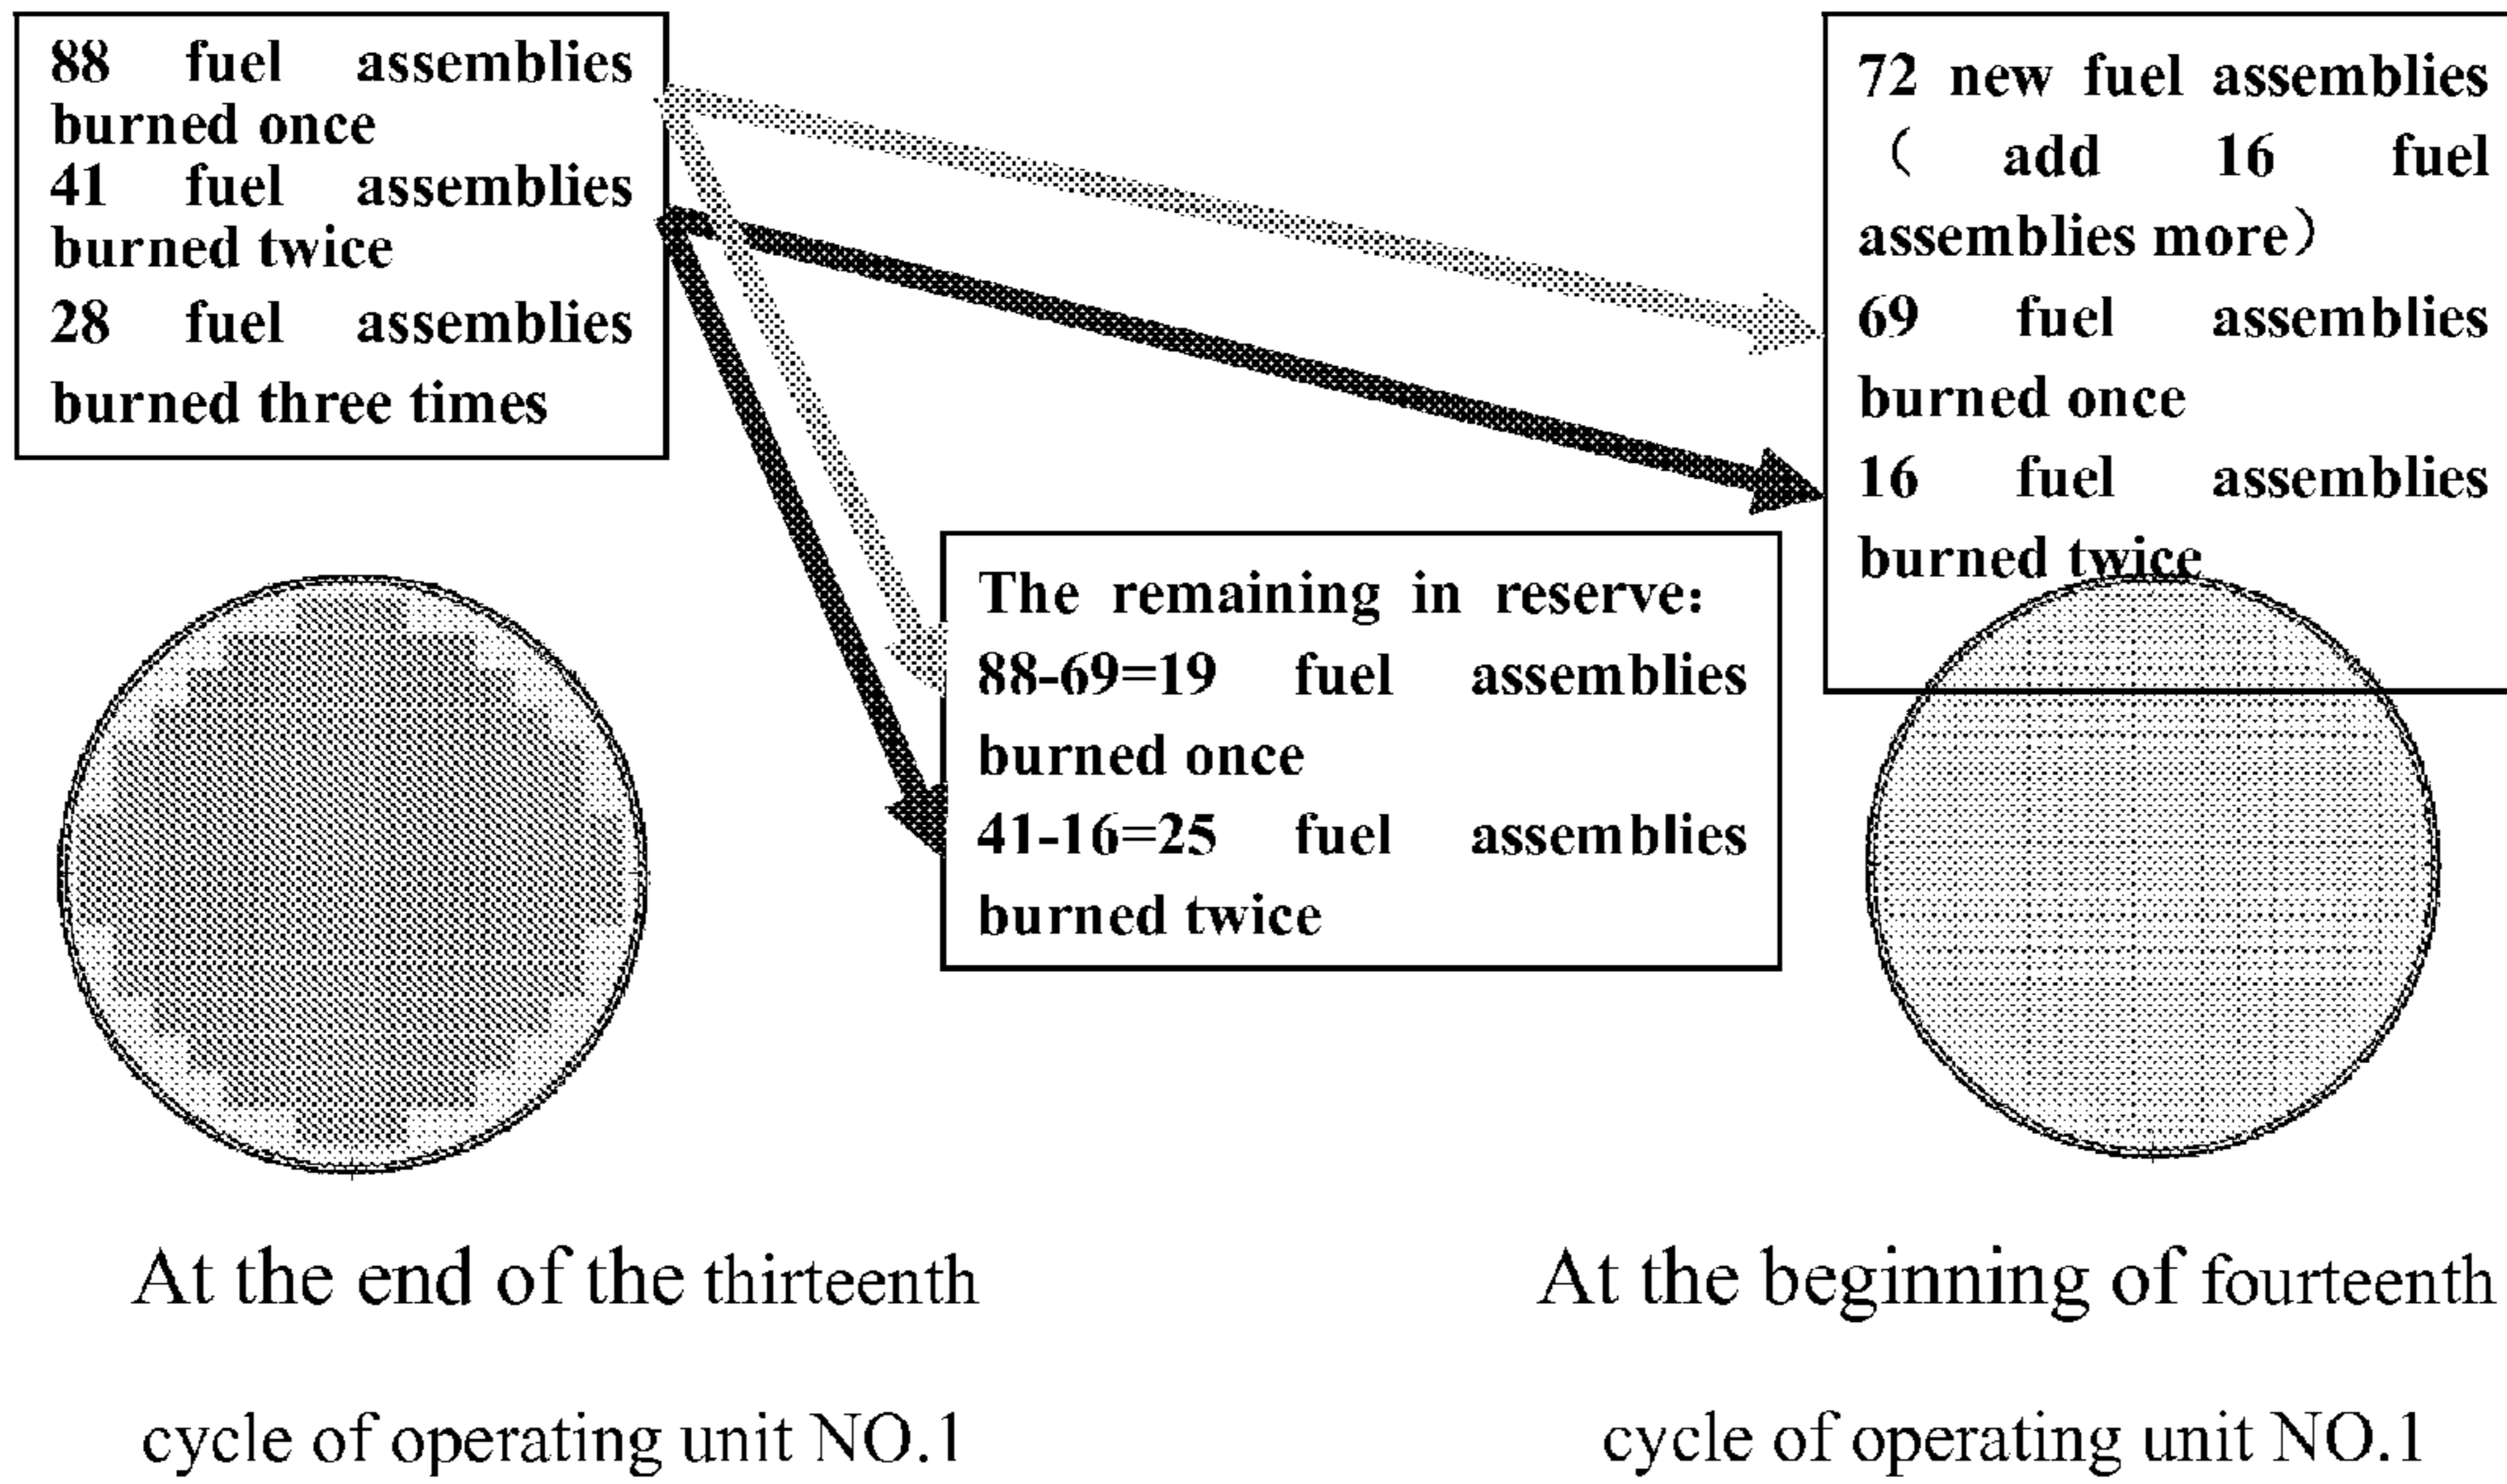 88 fuel assemblies
burned once
41 fuel assemblies
burned twice
28 fuel assemblies
burned three times
72 new fuel assemblies
（ add 16 fuel
assemblies more）
69 fuel assemblies
burned once
16 fuel assemblies
burned twice
The remaining in reserve：
88-69=19 fuel assemblies
burned once
41-16=25 fuel assemblies
burned twice
At the end of the thirteenth
cycle of operating unit NO.1
At the beginning of fourteenth
cycle of operating unit NO.1